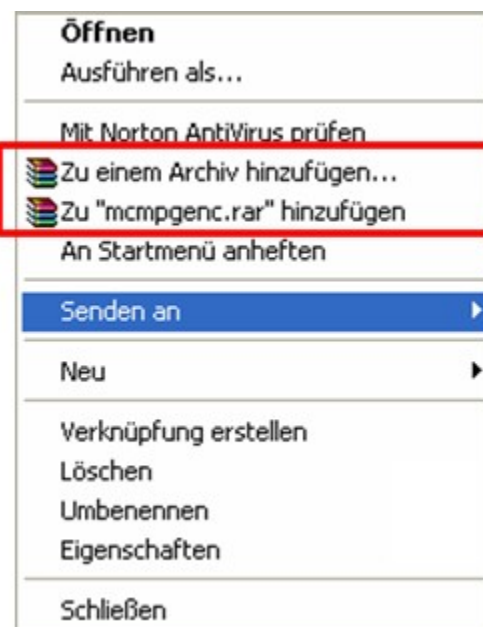 Öffnen
Ausführen als...
Mit Norton AntiVirus prüfen
Zu einem Archiv hinzufügen...
Zu "mcmpgenc.rar" hinzufügen
An Startmenü anheften
Senden an
Neu
Verknüpfung erstellen
Löschen
Umbenennen
Eigenschaften
Schließen